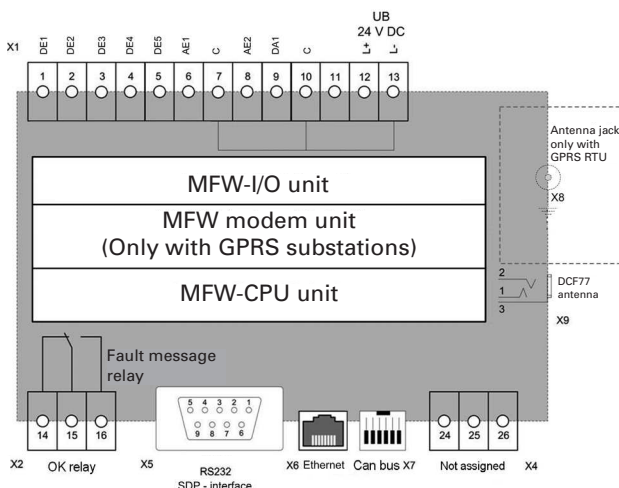 UB
24 V DC
X1 DE1 DE2 DE3 DE4 DE5 AE1 C AE2 DA1 C L+ L-
1 2 3 4 5 6 7 8 9 10 11 12 13
Antenna jack
only with
GPRS RTU
X8
MFW-I/O unit
MFW modem unit
(Only with GPRS substations)
MFW-CPU unit
2
1
3
DCF77
antenna
X9
Fault message
relay
14 15 16
5 4 3 2 1
9 8 7 6
24 25 26
X2 OK relay
X5
RS232
SDP - interface
X6 Ethernet
Can bus X7
Not assigned X4